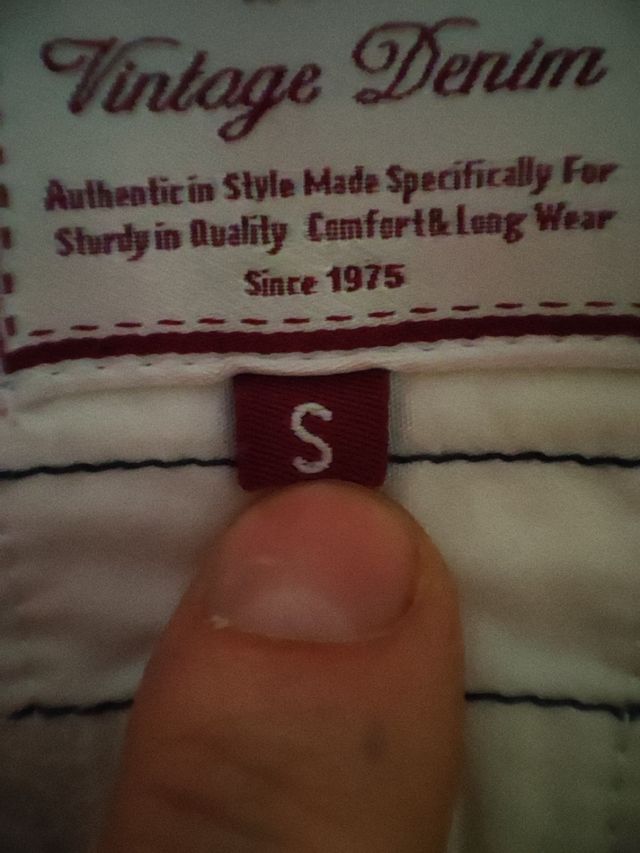 Vintage Denim
Authentic in Style Made Specifically For
Sturdy in Quality Comfort & Long Wear
Since 1975
S